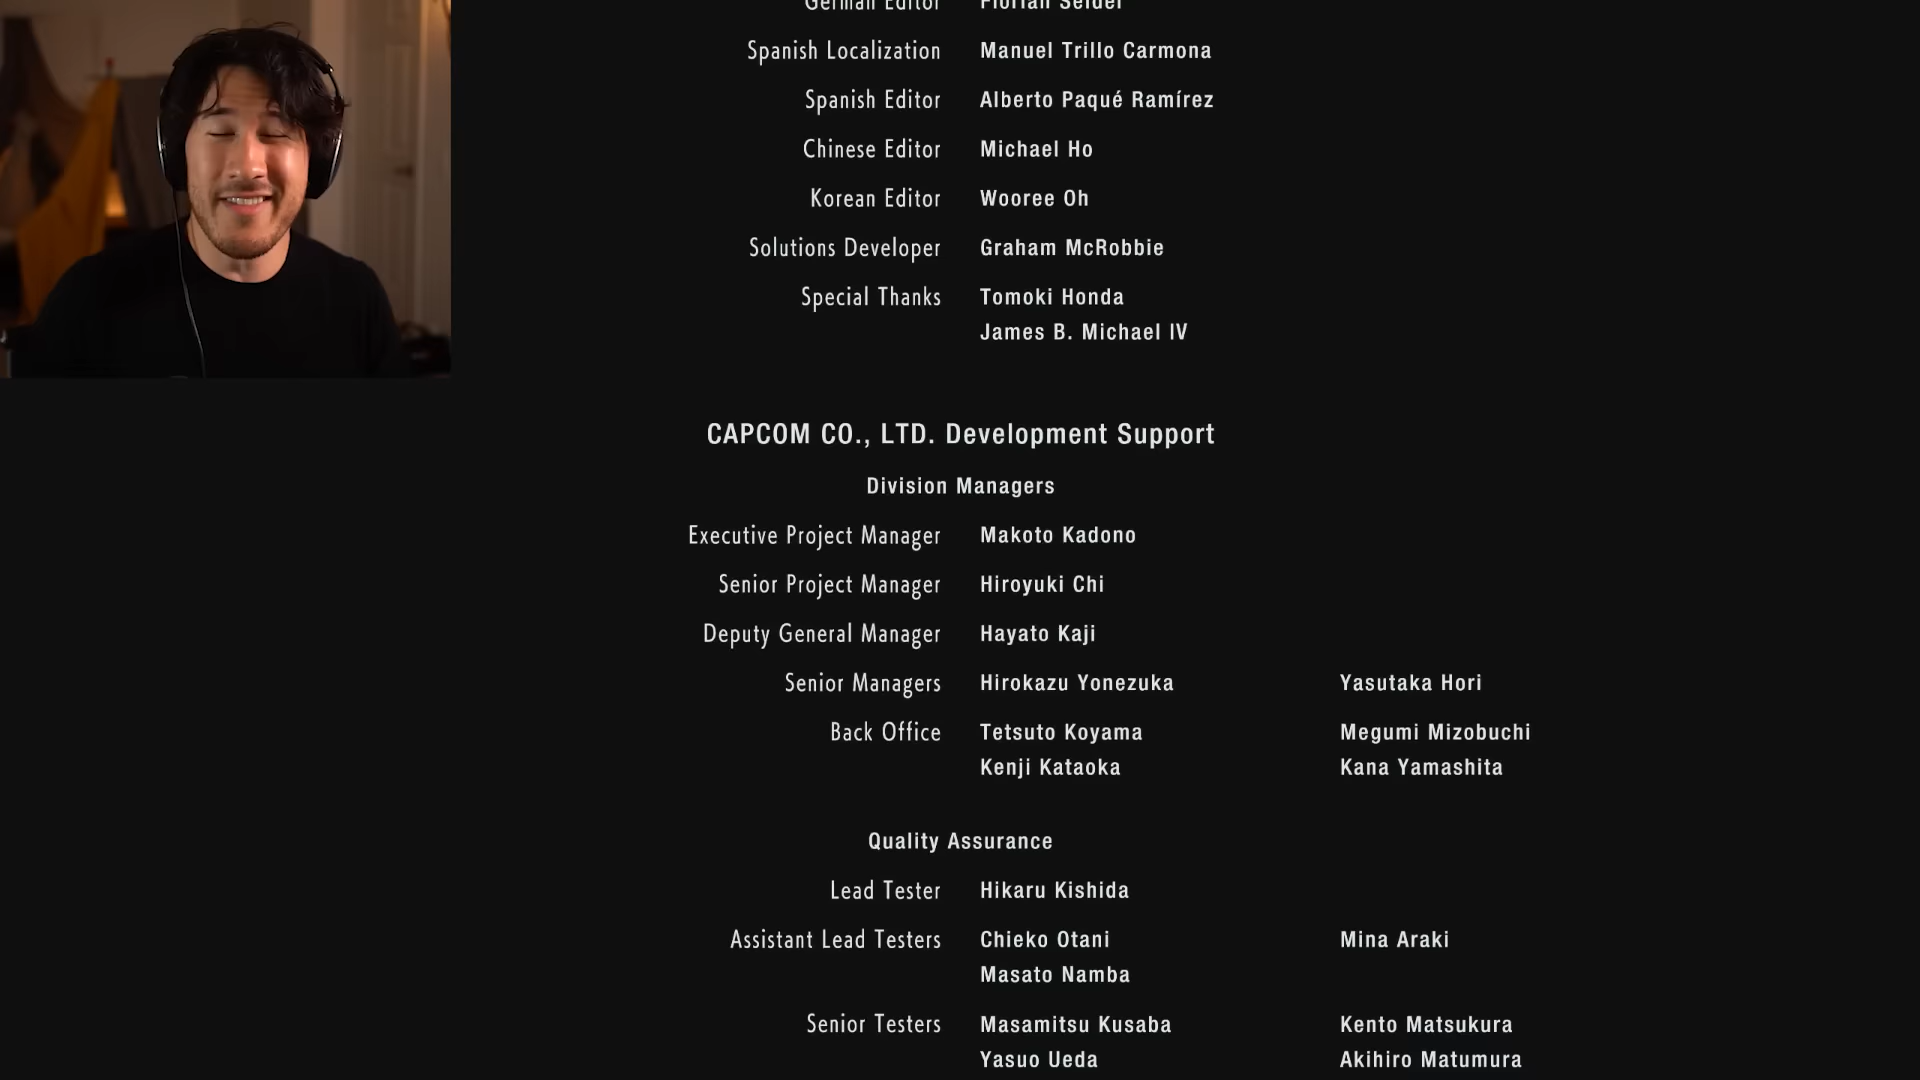 German Editor Florian Seidel
Spanish Localization Manuel Trillo Carmona
Spanish Editor Alberto Paqué Ramírez
Chinese Editor Michael Ho
Korean Editor Wooree Oh
Solutions Developer Graham McRobbie
Special Thanks Tomoki Honda
James B. Michael IV
CAPCOM CO., LTD. Development Support
Division Managers
Executive Project Manager Makoto Kadono
Senior Project Manager Hiroyuki Chi
Deputy General Manager Hayato Kaji
Senior Managers Hirokazu Yonezuka Yasutaka Hori
Back Office Tetsuto Koyama Megumi Mizobuchi
Kenji Kataoka Kana Yamashita
Quality Assurance
Lead Tester Hikaru Kishida
Assistant Lead Testers Chieko Otani Mina Araki
Masato Namba
Senior Testers Masamitsu Kusaba Kento Matsukura
Yasuo Ueda Akihiro Matumura